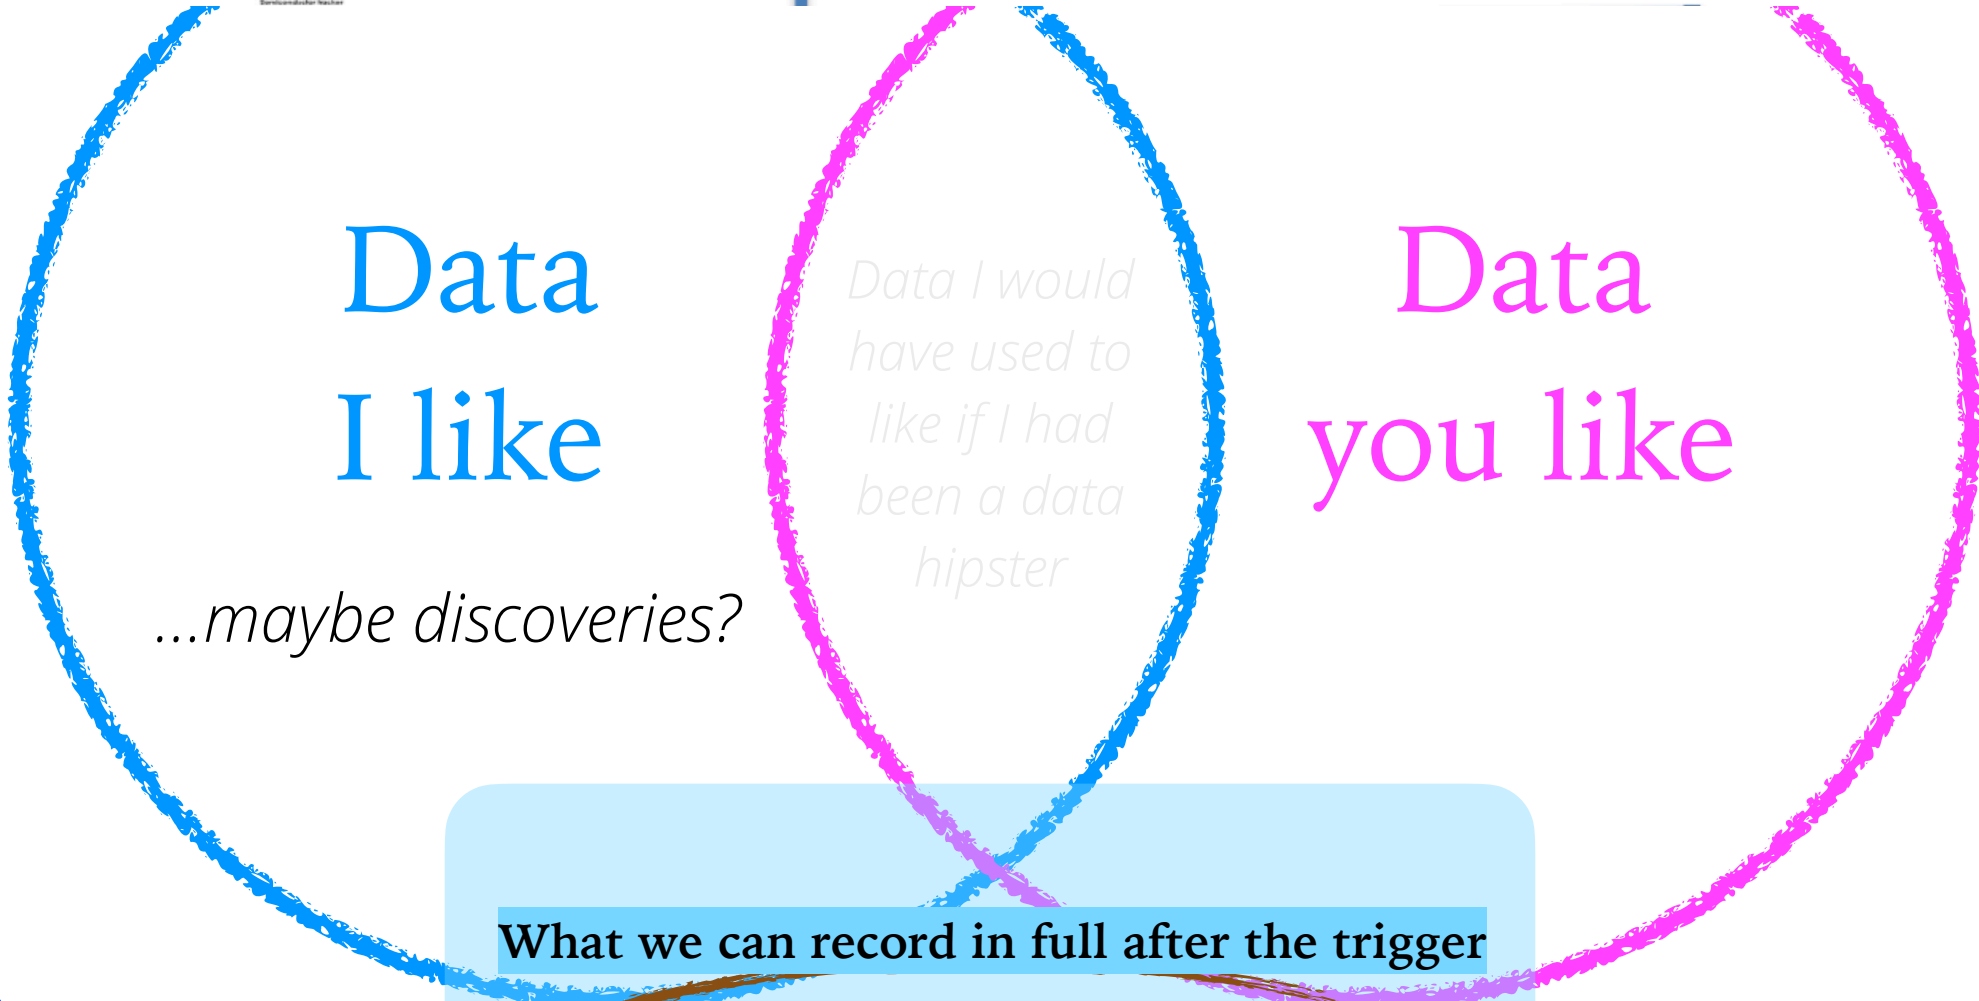 Data
I like
...maybe discoveries?
Data I would
have used to
like if I had
been a data
hipster
Data
you like
What we can record in full after the trigger